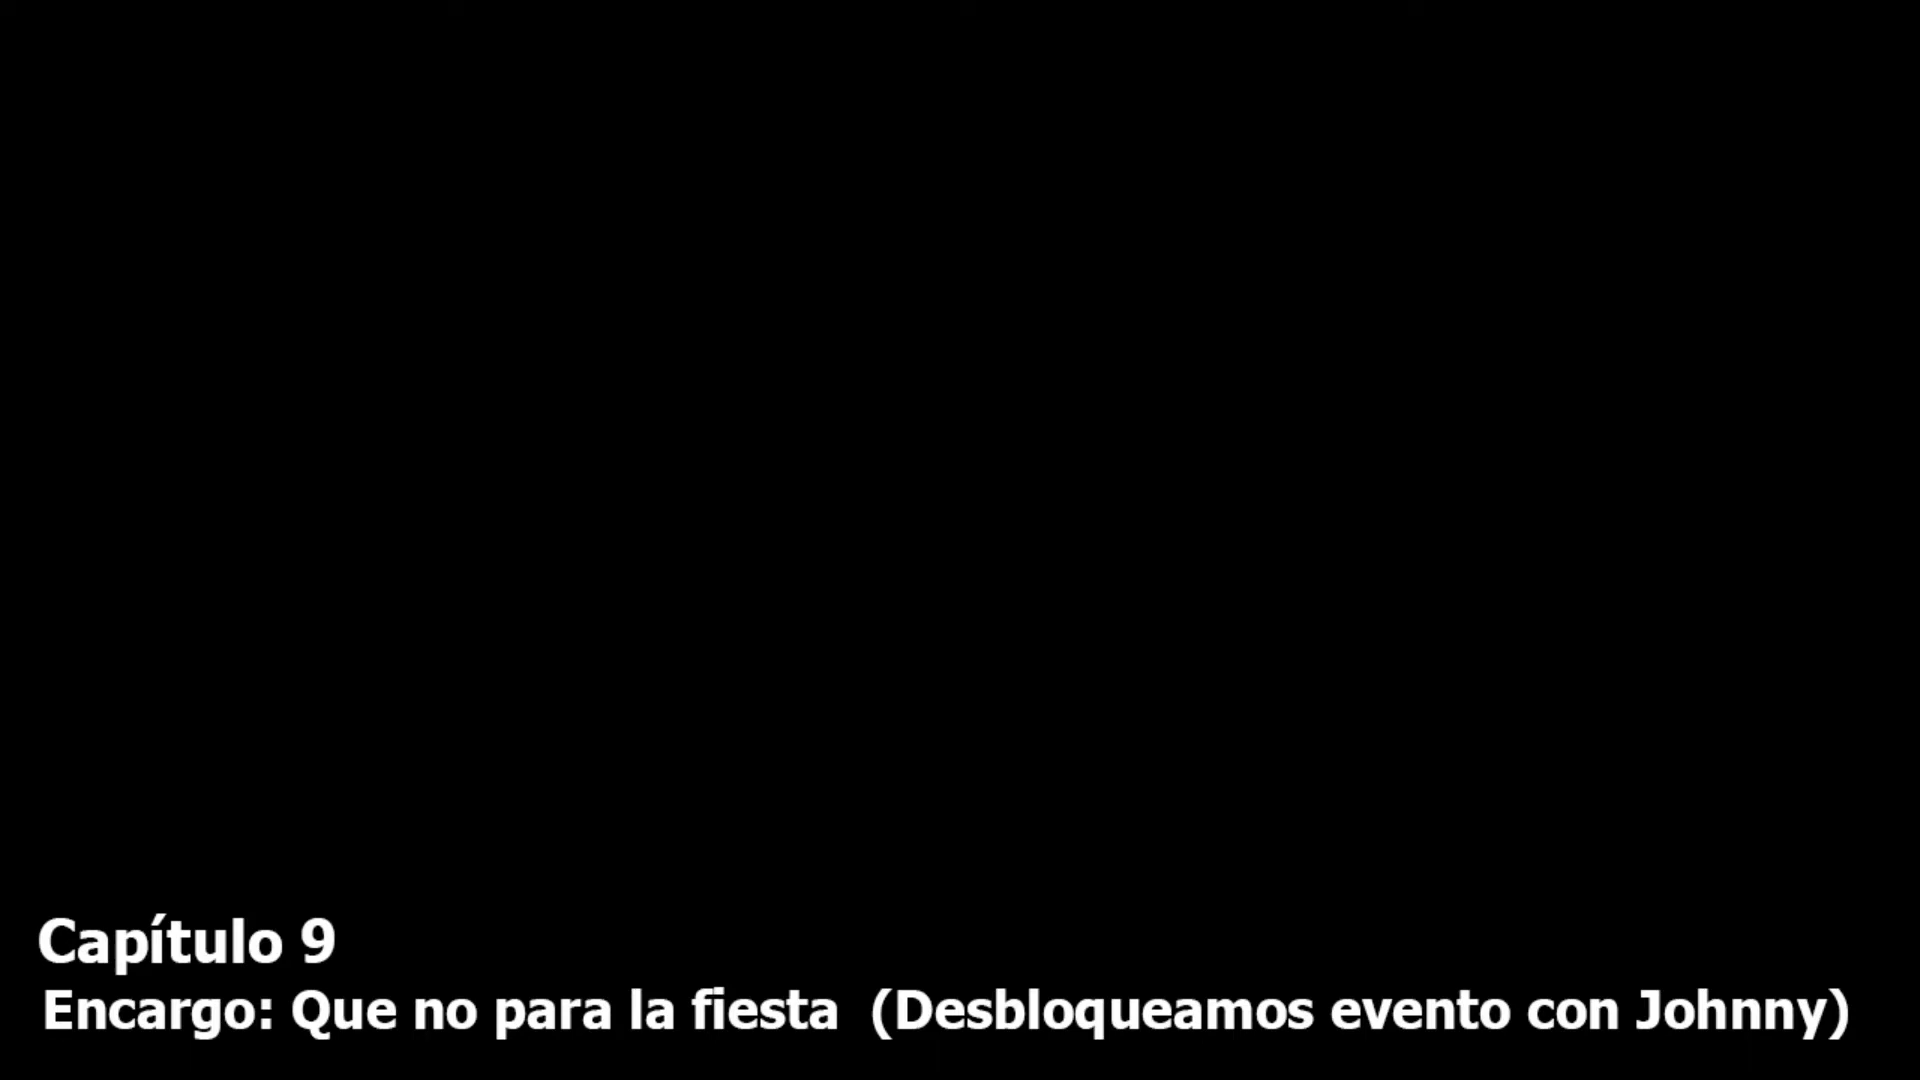 Capítulo 9
Encargo: Que no para la fiesta  (Desbloqueamos evento con Johnny)